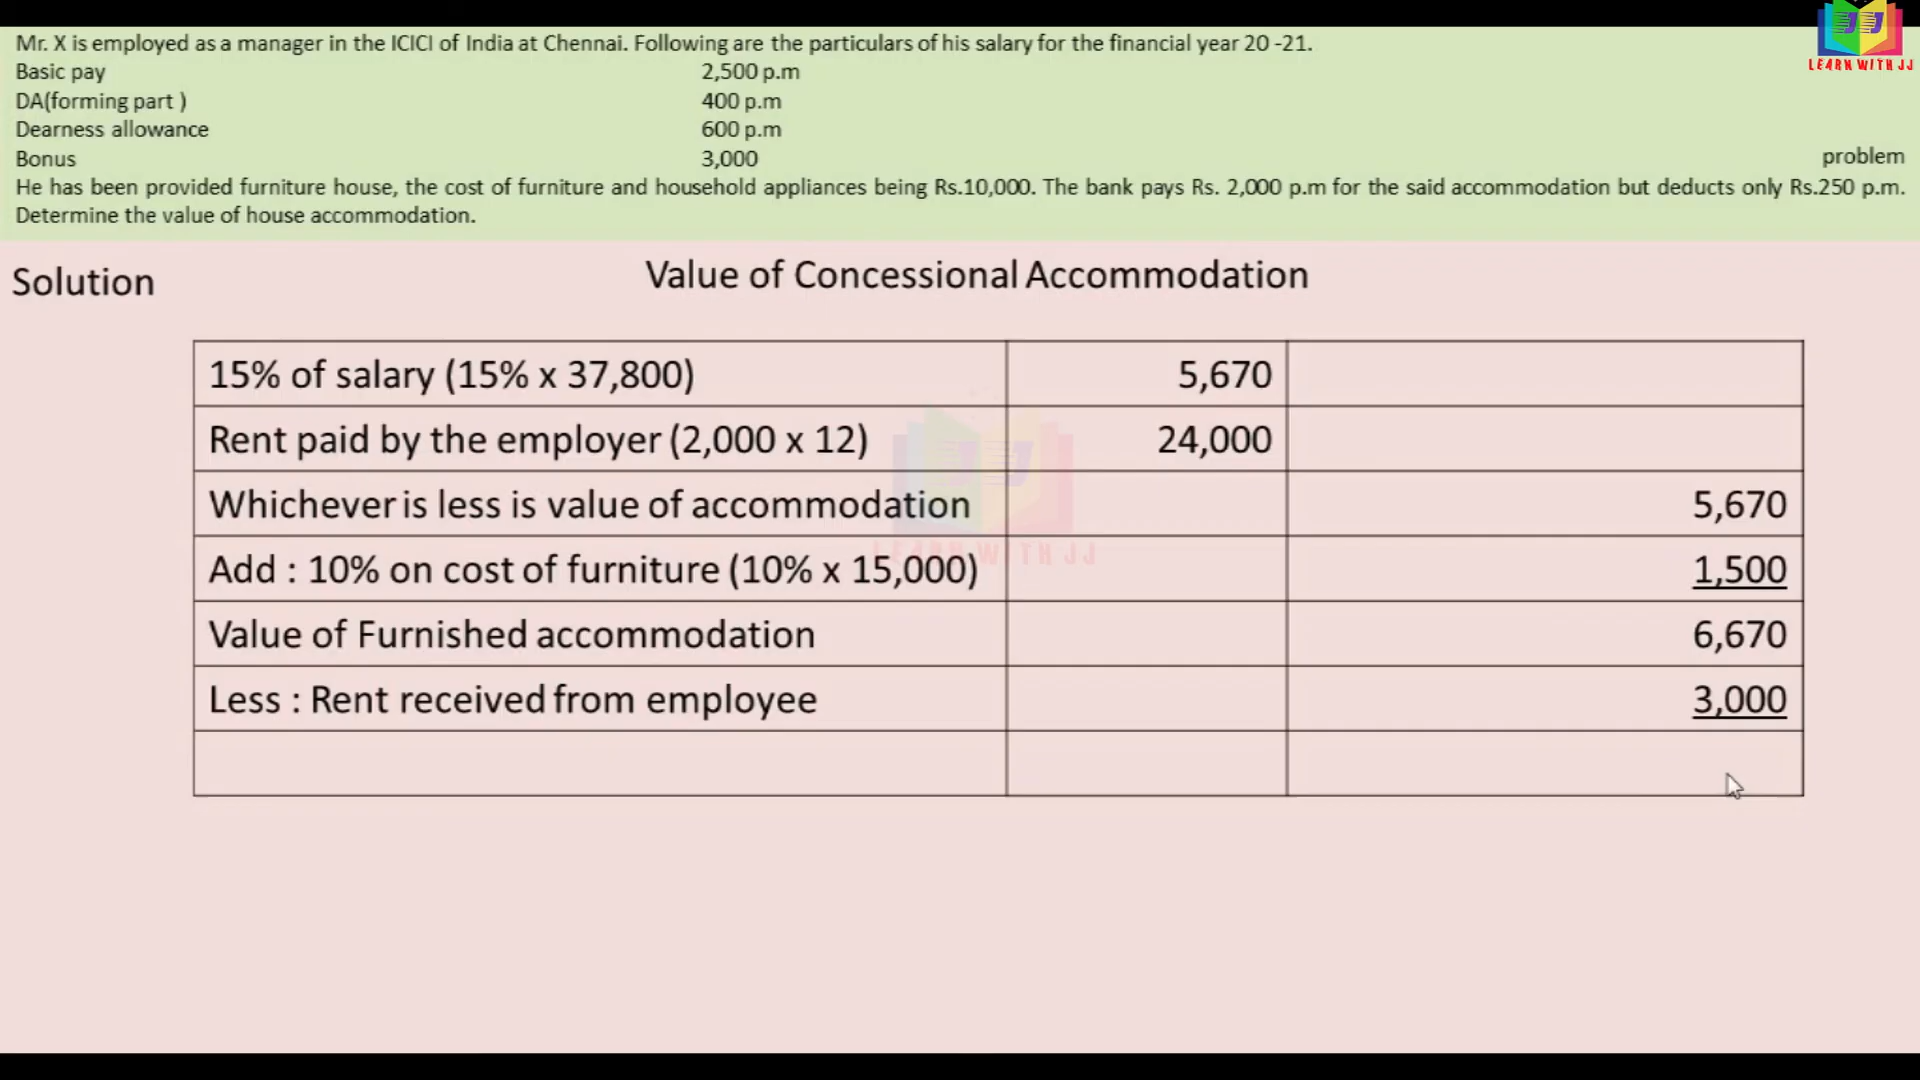 Mr. X is employed as a manager in the ICICI of India at Chennai. Following are the particulars of his salary for the financial year 20 -21.
Basic pay 2,500 p.m
DA(forming part ) 400 p.m
Dearness allowance 600 p.m
Bonus 3,000 problem
He has been provided furniture house, the cost of furniture and household appliances being Rs.10,000. The bank pays Rs. 2,000 p.m for the said accommodation but deducts only Rs.250 p.m.
Determine the value of house accommodation.
LEARN WITH JJ
Solution
Value of Concessional Accommodation
15% of salary (15% x 37,800) 5,670
Rent paid by the employer (2,000 x 12) 24,000
Whichever is less is value of accommodation 5,670
Add : 10% on cost of furniture (10% x 15,000) 1,500
Value of Furnished accommodation 6,670
Less : Rent received from employee 3,000
LEARN WITH JJ